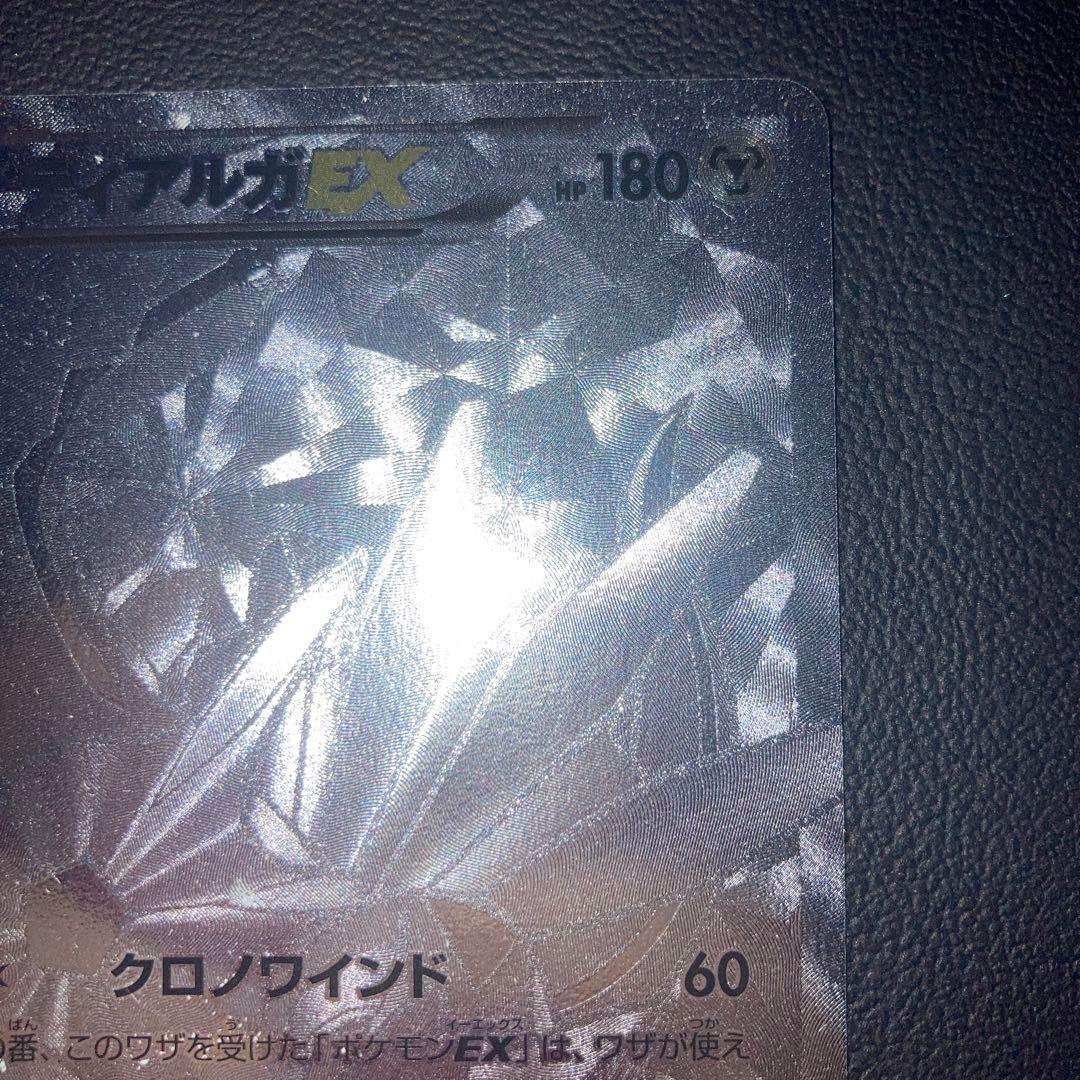 ディアルガEX HP 180
クロノワインド 60
番、このワザを受けた「ポケモンEX」は、ワザが使え